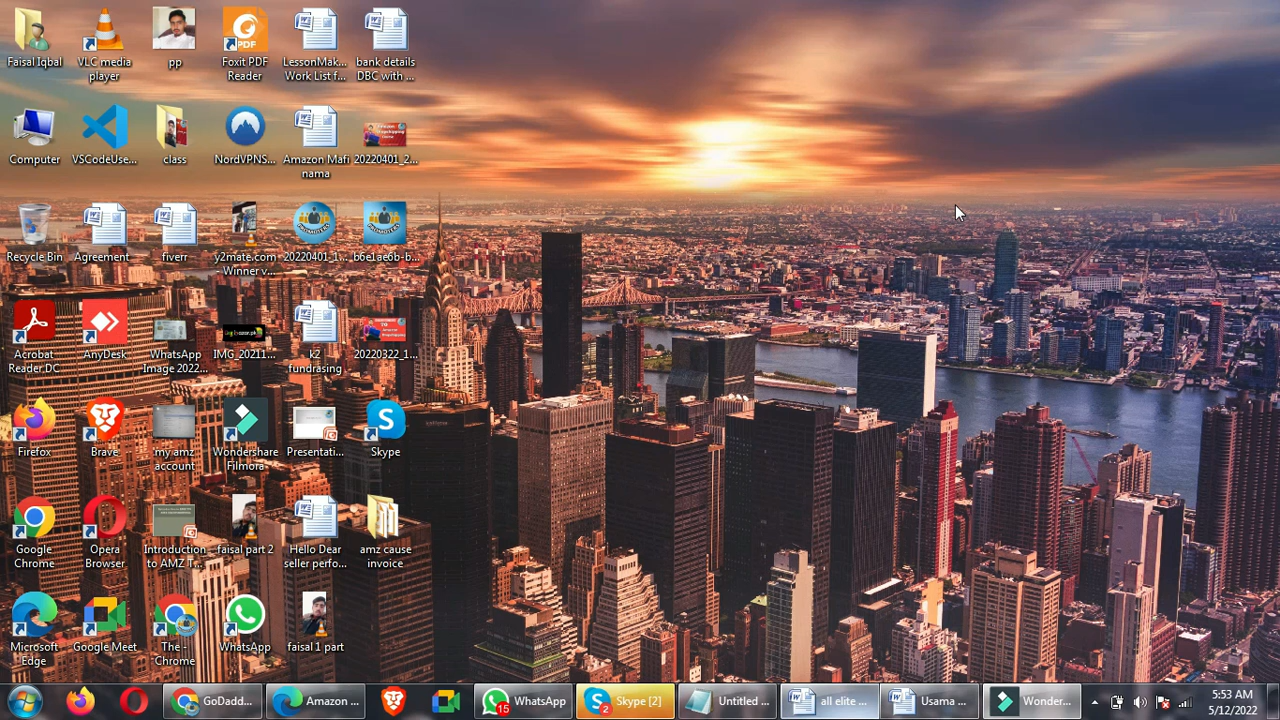 Faisal Iqbal
VLC media
player
pp
Foxit PDF
Reader
LessonMak...
Work List f...
bank details
DBC with ...
Computer
VSCodeUse...
class
NordVPNS...
Amazon Mafi
nama
20220401_2...
Recycle Bin
Agreement
fiverr
y2mate.com
- Winner v...
20220401_1...
b6e1ae6b-b...
Acrobat
Reader DC
AnyDesk
WhatsApp
Image 2022...
IMG_20211...
k2
fundrasing
20220322_1...
Firefox
Brave
my amz
account
Wondershare
Filmora
Presentati...
Skype
Google
Chrome
Opera
Browser
Introduction
to AMZ T...
faisal part 2
Hello Dear
seller perfo...
amz cause
invoice
Microsoft
Edge
Google Meet
The -
Chrome
WhatsApp
faisal 1 part
GoDadd...
Amazon ...
15
WhatsApp
2
Skype [2]
Untitled ...
all elite ...
Usama ...
Wonder...
5:53 AM
5/12/2022